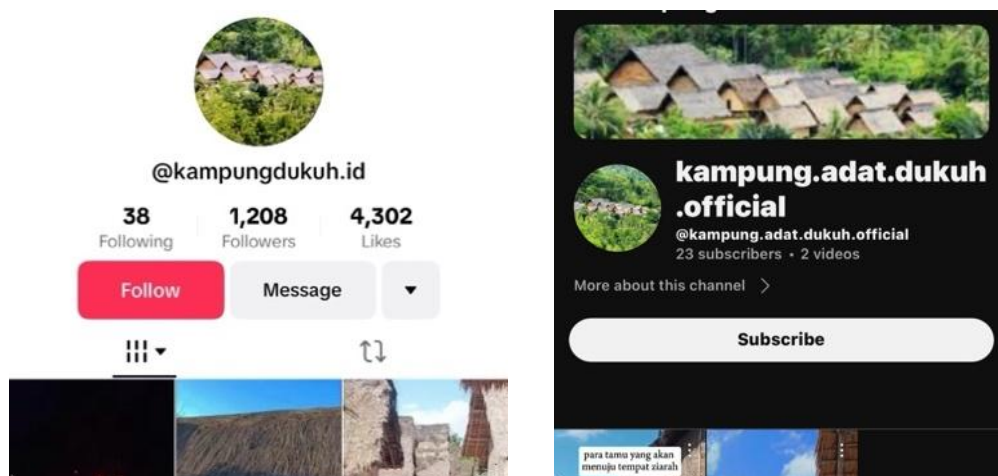 @kampungdukuh.id
38 1,208 4,302
Following Followers Likes
Follow Message
kampung.adat.dukuh
.official
@kampung.adat.dukuh.official
23 subscribers • 2 videos
More about this channel >
Subscribe
para tamu yang akan
menuju tempat ziarah